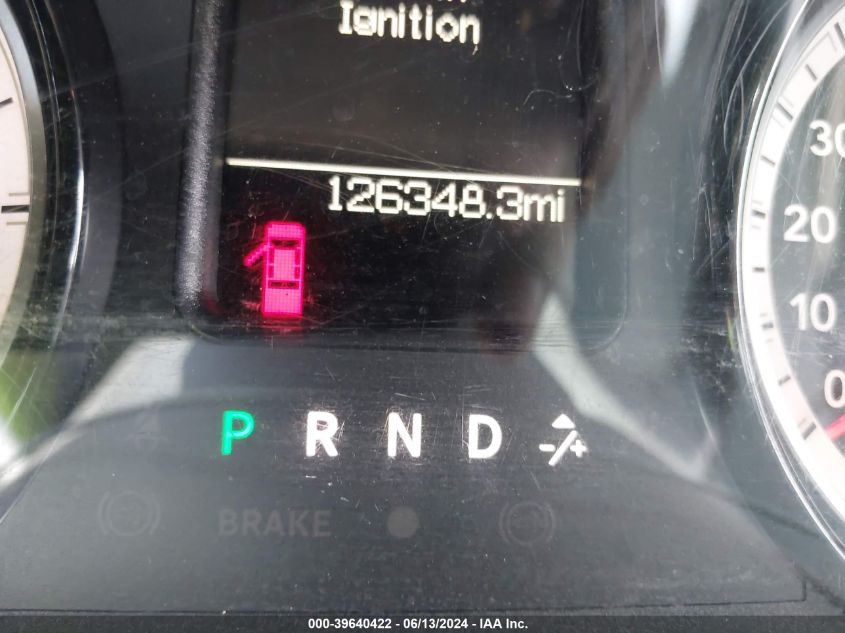 Ignition
126348.3mi
30
20
10
0
P R N D -/+
BRAKE
000-39640422 - 06/13/2024 - IAA Inc.